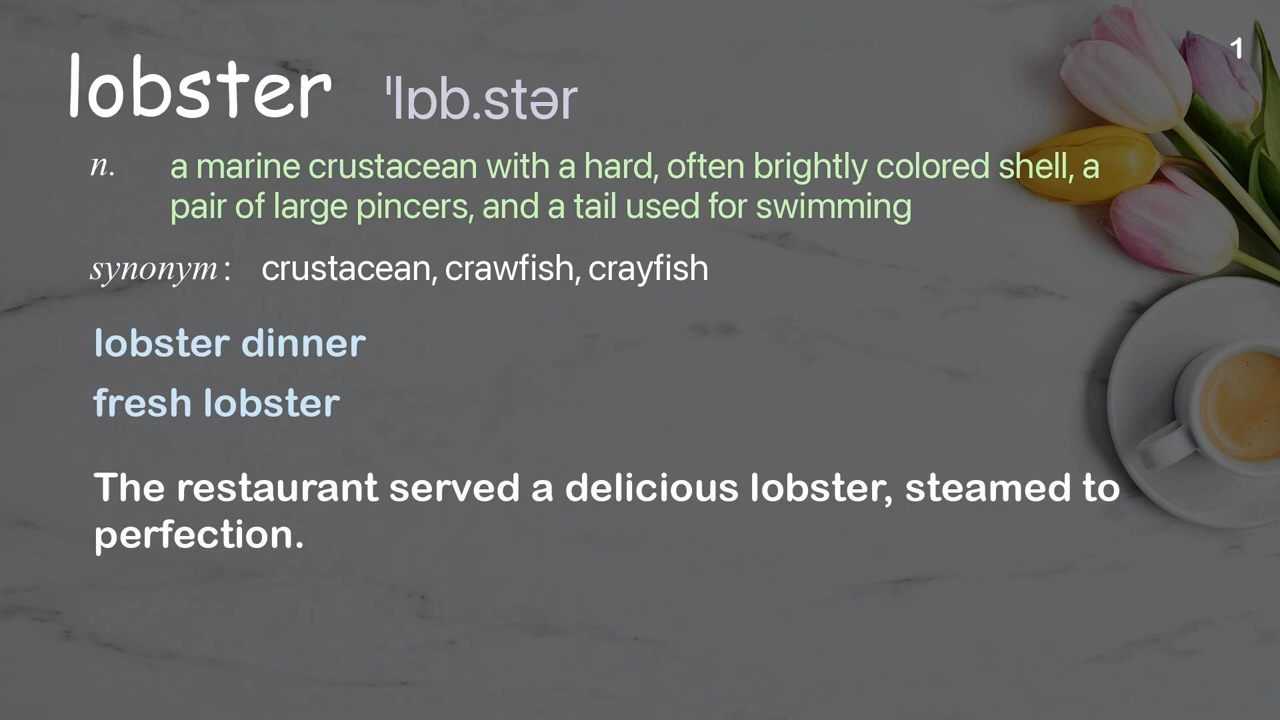 1
lobster ˈlɒb.stər
n. a marine crustacean with a hard, often brightly colored shell, a
pair of large pincers, and a tail used for swimming
synonym: crustacean, crawfish, crayfish
lobster dinner
fresh lobster
The restaurant served a delicious lobster, steamed to
perfection.